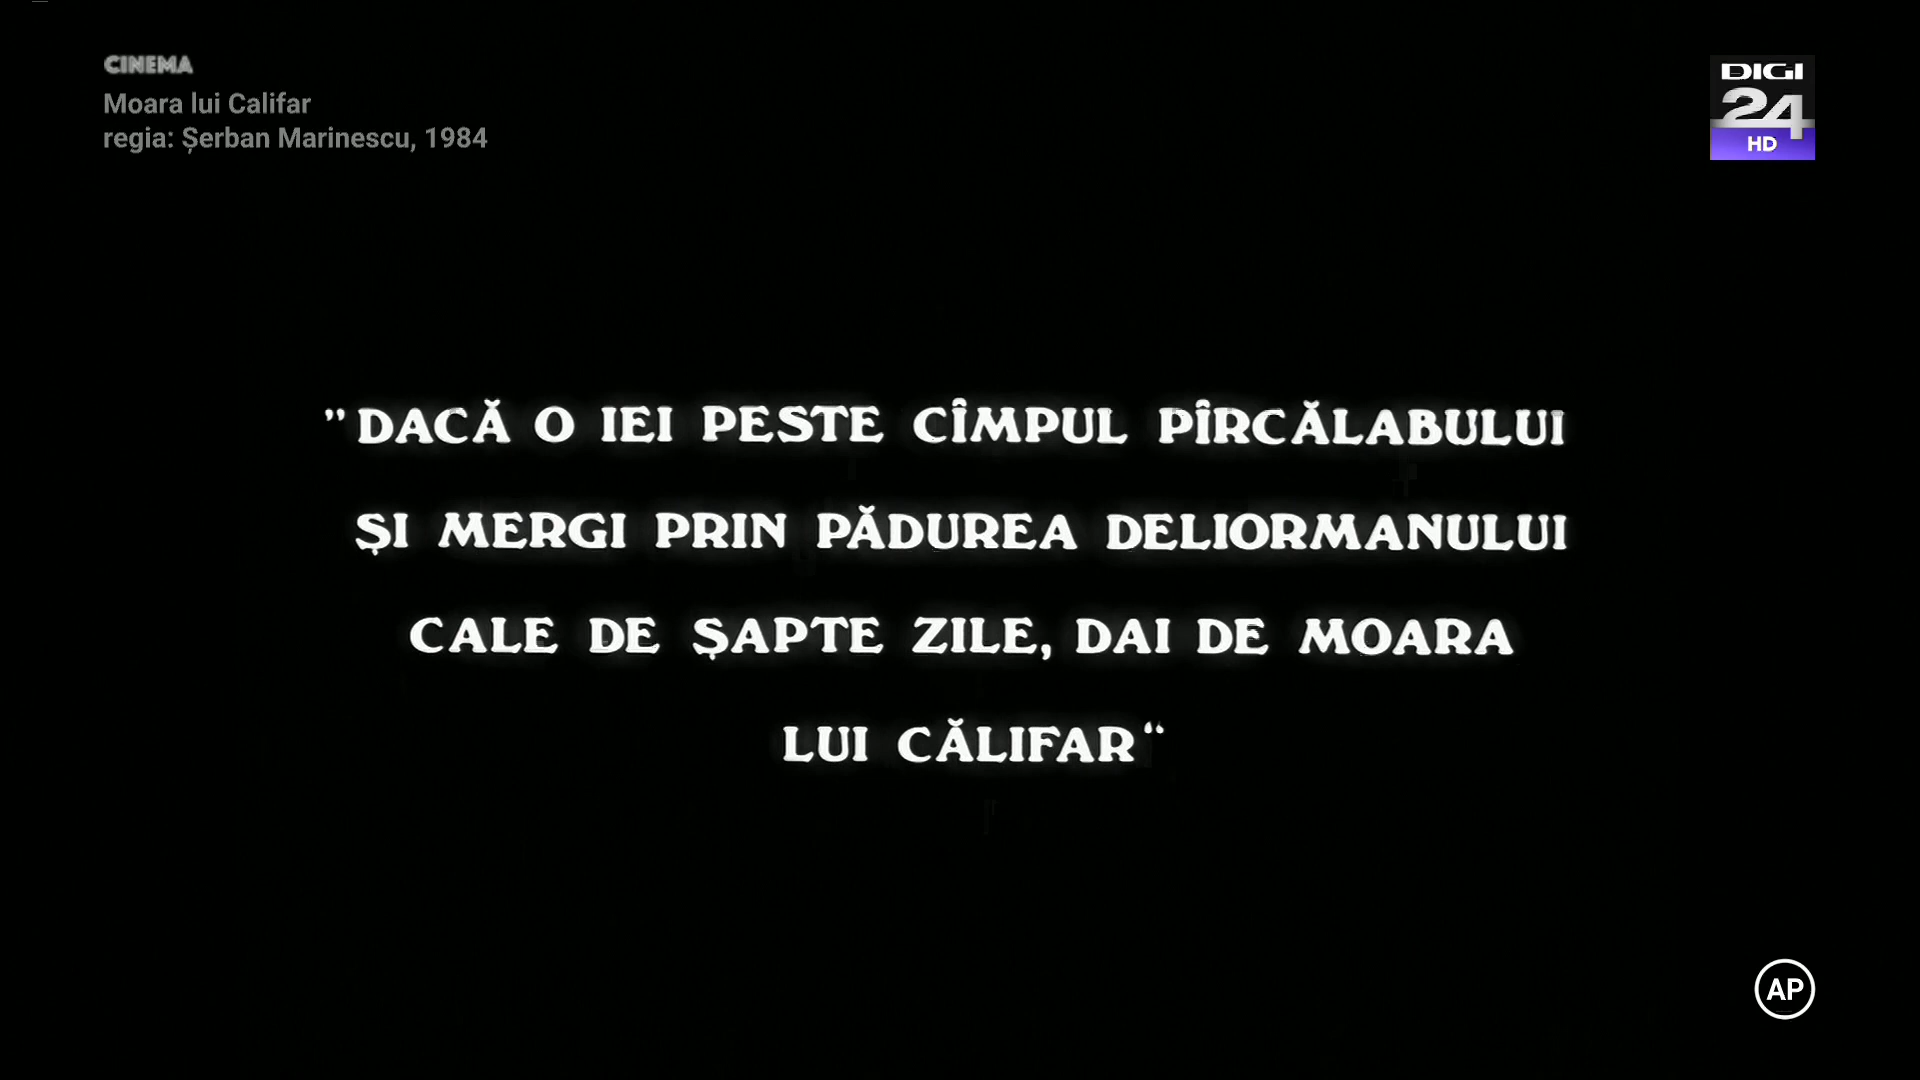 CINEMA
Moara lui Califar
regia: Șerban Marinescu, 1984
DIGI
24
HD
"DACĂ O IEI PESTE CÎMPUL PÎRCĂLABULUI
ȘI MERGI PRIN PĂDUREA DELIORMANULUI
CALE DE ȘAPTE ZILE, DAI DE MOARA
LUI CĂLIFAR“
AP